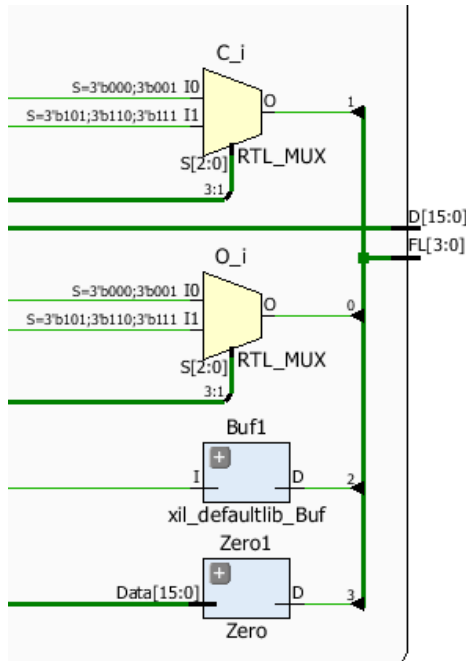 C_i
S=3'b000;3'b001 I0
O
1
S=3'b101;3'b110;3'b111 I1
S[2:0]
RTL_MUX
3:1
D[15:0]
FL[3:0]
O_i
S=3'b000;3'b001 I0
O
0
S=3'b101;3'b110;3'b111 I1
S[2:0]
RTL_MUX
3:1
Buf1
I
D
2
xil_defaultlib_Buf
Zero1
Data[15:0]
D
3
Zero